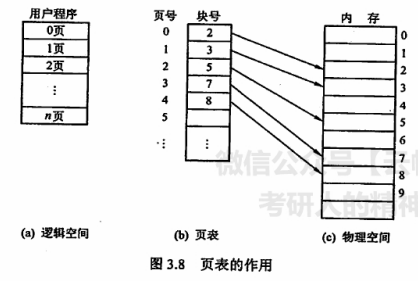 用户程序
0页
1页
2页
⋮
n页
(a) 逻辑空间
页号 块号
0 2
1 3
2 5
3 7
4 8
5
⋮ ⋮
(b) 页表
内 存
0
1
2
3
4
5
6
7
8
9
(c) 物理空间
微信公众号【
考研人的精神
图 3.8 页表的作用